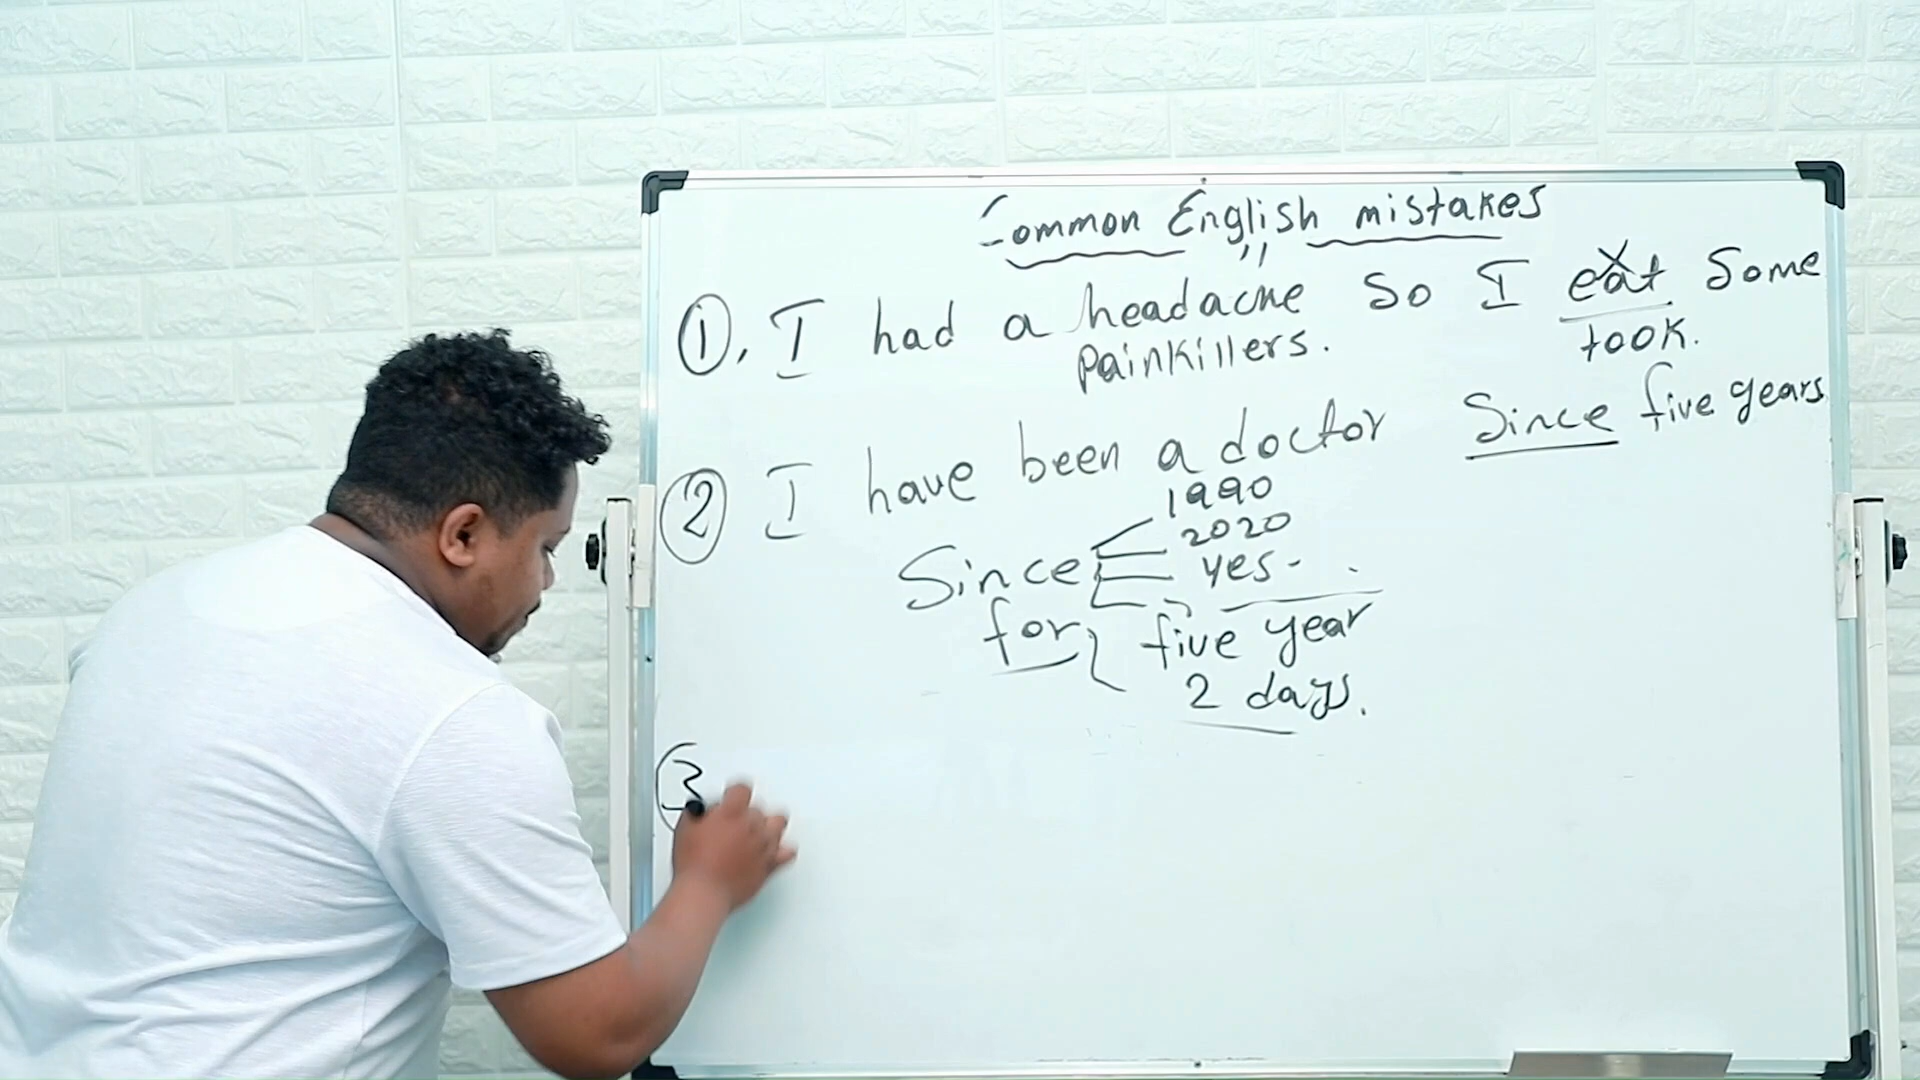 Common English mistakes
①, I had a headache so I eat some
painkillers. took.
② I have been a doctor Since five years
1990
2020
Since yes-
for five year
2 days.
③